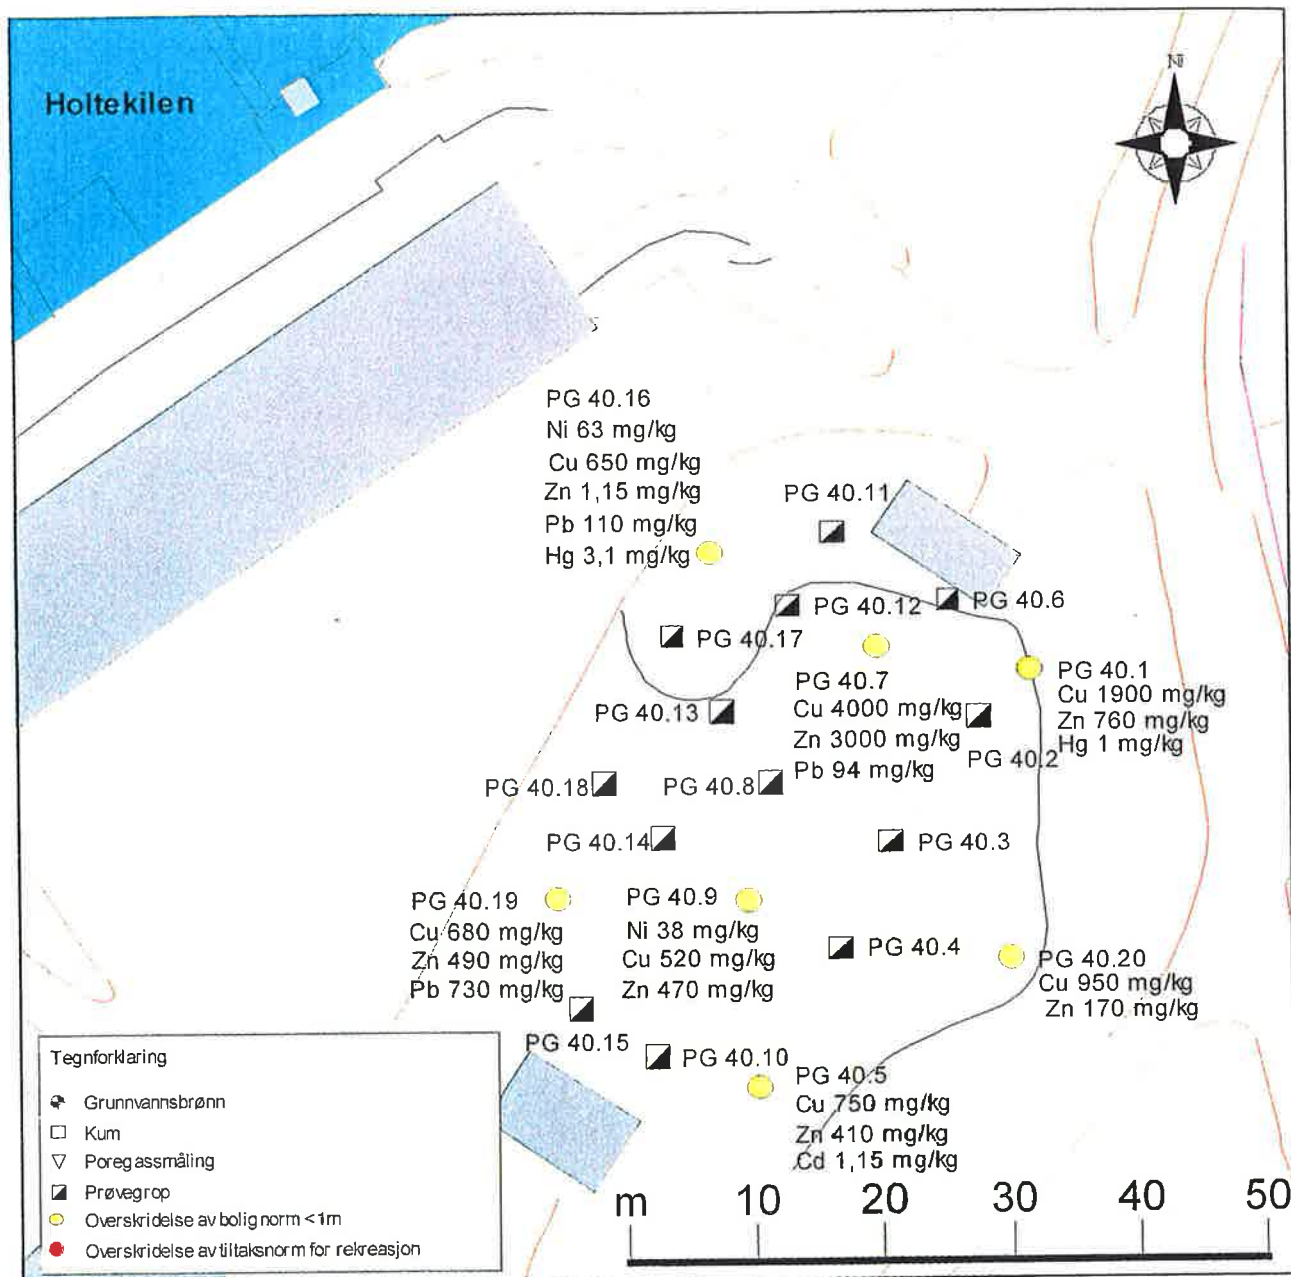 Holtekilen
N
PG 40.16
Ni 63 mg/kg
Cu 650 mg/kg
Zn 1,15 mg/kg
Pb 110 mg/kg
Hg 3,1 mg/kg
PG 40.11
PG 40.12
PG 40.6
PG 40.17
PG 40.7
Cu 4000 mg/kg
Zn 3000 mg/kg
Pb 94 mg/kg
PG 40.1
Cu 1900 mg/kg
Zn 760 mg/kg
Hg 1 mg/kg
PG 40.13
PG 40.2
PG 40.18
PG 40.8
PG 40.14
PG 40.3
PG 40.19
Cu 680 mg/kg
Zn 490 mg/kg
Pb 730 mg/kg
PG 40.9
Ni 38 mg/kg
Cu 520 mg/kg
Zn 470 mg/kg
PG 40.4
PG 40.20
Cu 950 mg/kg
Zn 170 mg/kg
PG 40.15
PG 40.10
PG 40.5
Cu 750 mg/kg
Zn 410 mg/kg
Cd 1,15 mg/kg
Tegnforklaring
Grunnvannsbrønn
Kum
Poregassmåling
Prøvegrop
Overskridelse av bolig norm <1m
Overskridelse av tiltaksnorm for rekreasjon
m 10 20 30 40 50